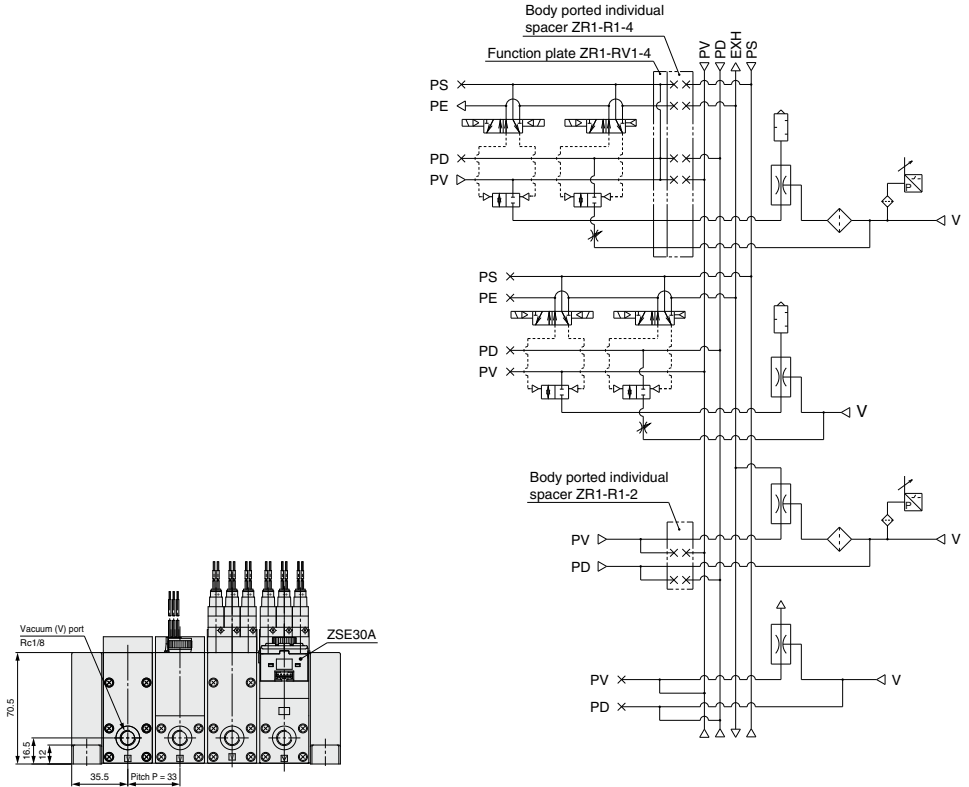 Body ported individual
spacer ZR1-R1-4
Function plate ZR1-RV1-4
PV
PD
EXH
PS
PS
PE
PD
PV
P
V
PS
PE
PD
PV
V
Body ported individual
spacer ZR1-R1-2
P
PV
V
PD
PV
V
PD
Vacuum (V) port
Rc1/8
ZSE30A
70.5
16.5
12
35.5
Pitch P = 33